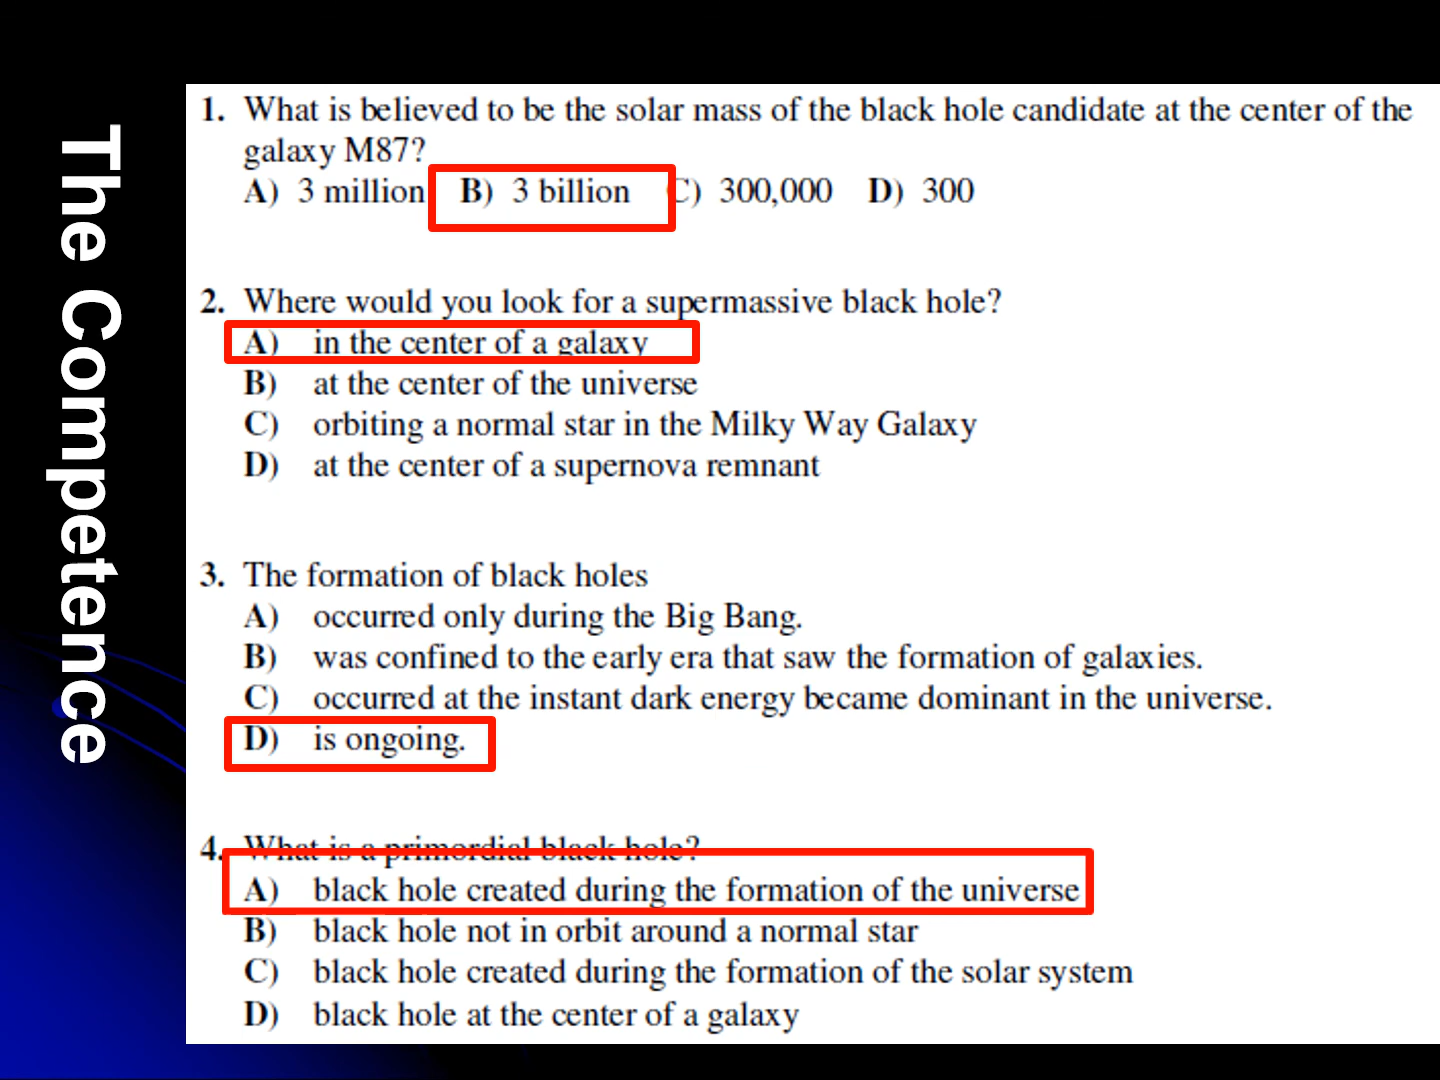 The Competence
1. What is believed to be the solar mass of the black hole candidate at the center of the
galaxy M87?
A) 3 million B) 3 billion C) 300,000 D) 300
2. Where would you look for a supermassive black hole?
A) in the center of a galaxy
B) at the center of the universe
C) orbiting a normal star in the Milky Way Galaxy
D) at the center of a supernova remnant
3. The formation of black holes
A) occurred only during the Big Bang.
B) was confined to the early era that saw the formation of galaxies.
C) occurred at the instant dark energy became dominant in the universe.
D) is ongoing.
4. What is a primordial black hole?
A) black hole created during the formation of the universe
B) black hole not in orbit around a normal star
C) black hole created during the formation of the solar system
D) black hole at the center of a galaxy